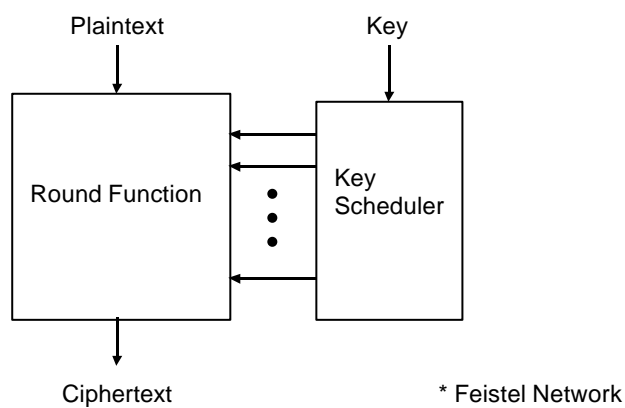 Plaintext
Key
Round Function
Key
Scheduler
Ciphertext
* Feistel Network